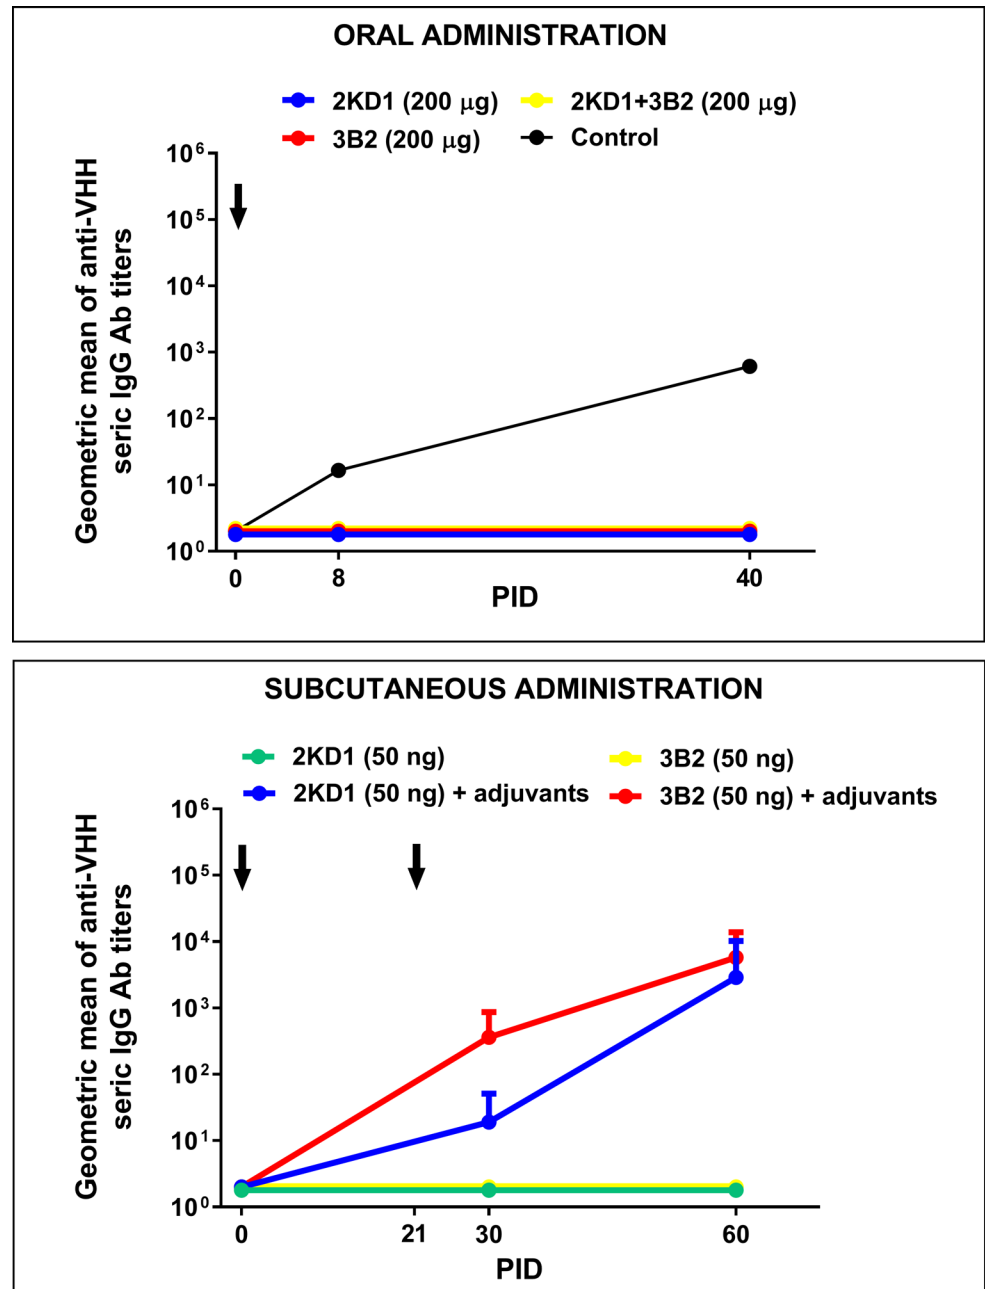 ORAL ADMINISTRATION
2KD1 (200 μg)
2KD1+3B2 (200 μg)
3B2 (200 μg)
Control
Geometric mean of anti-VHH
seric IgG Ab titers
10⁶
10⁵
10⁴
10³
10²
10¹
10⁰
0
8
40
PID
SUBCUTANEOUS ADMINISTRATION
2KD1 (50 ng)
3B2 (50 ng)
2KD1 (50 ng) + adjuvants
3B2 (50 ng) + adjuvants
Geometric mean of anti-VHH
seric IgG Ab titers
10⁶
10⁵
10⁴
10³
10²
10¹
10⁰
0
21
30
60
PID